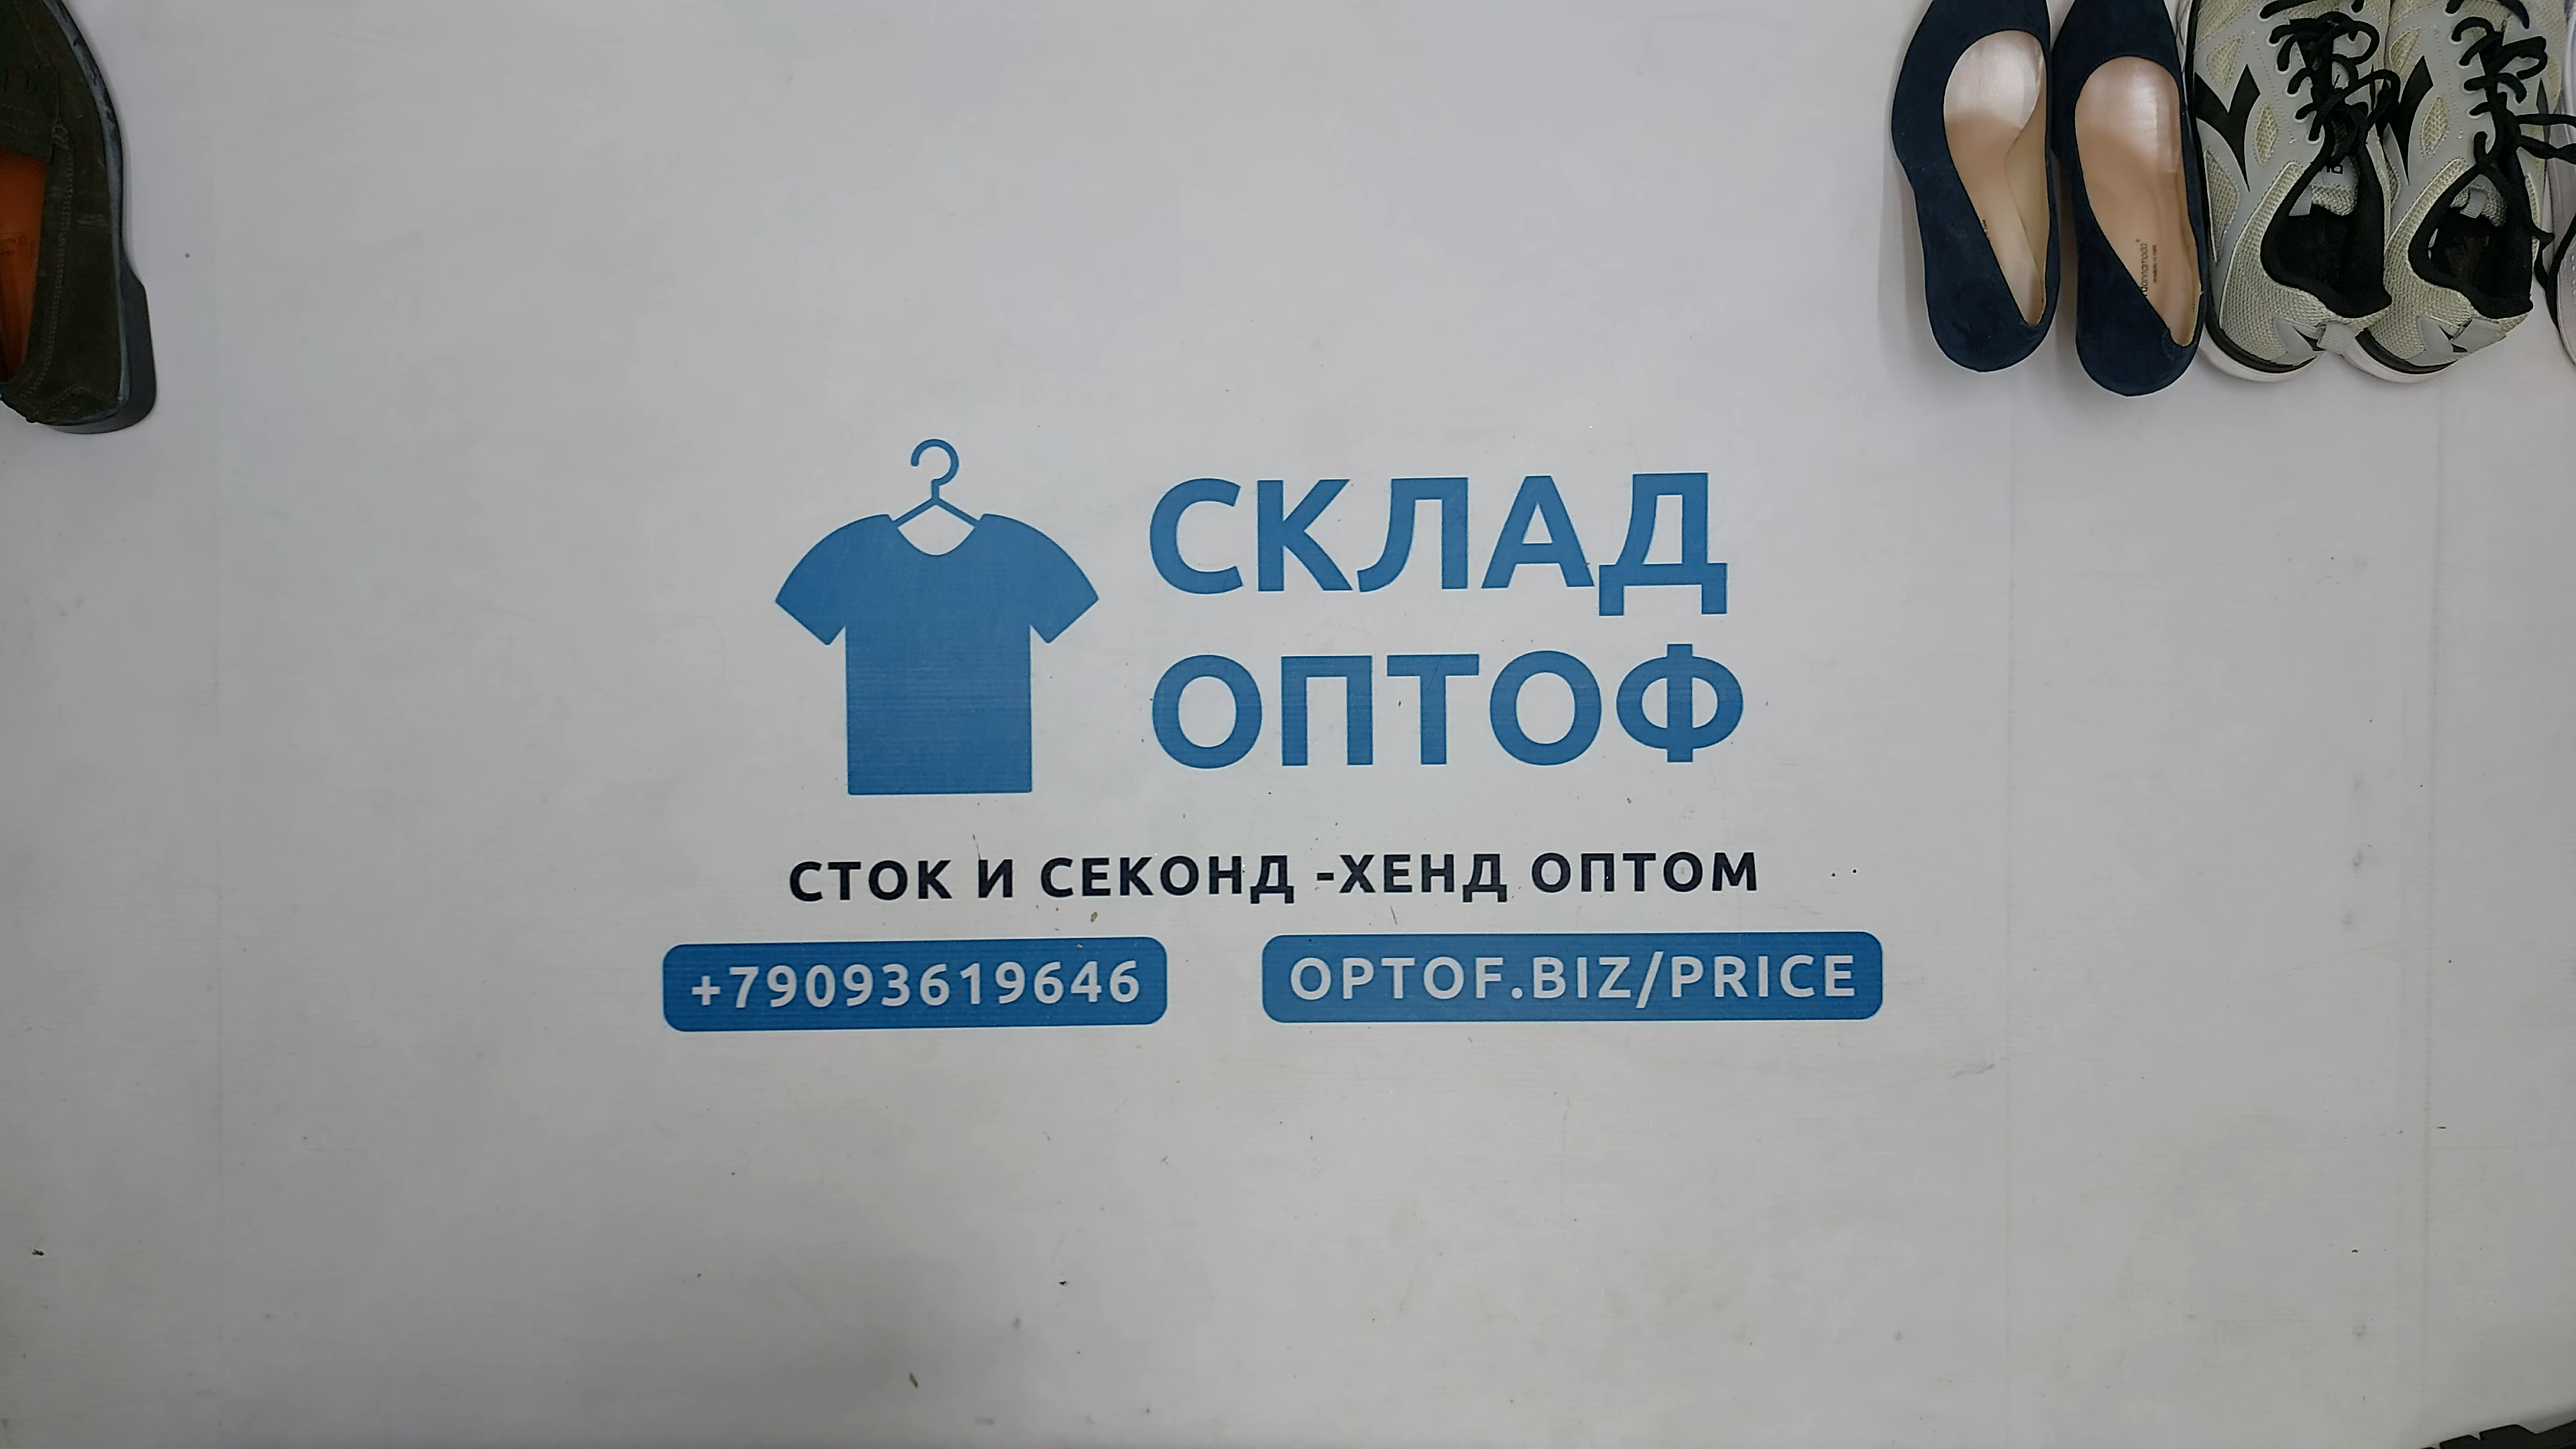 СКЛАД
ОПТОФ
СТОК И СЕКОНД -ХЕНД ОПТОМ
+79093619646
OPTOF.BIZ/PRICE